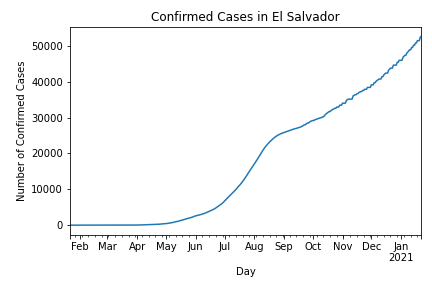 Confirmed Cases in El Salvador
Number of Confirmed Cases
50000
40000
30000
20000
10000
0
Feb Mar Apr May Jun Jul Aug Sep Oct Nov Dec Jan
2021
Day